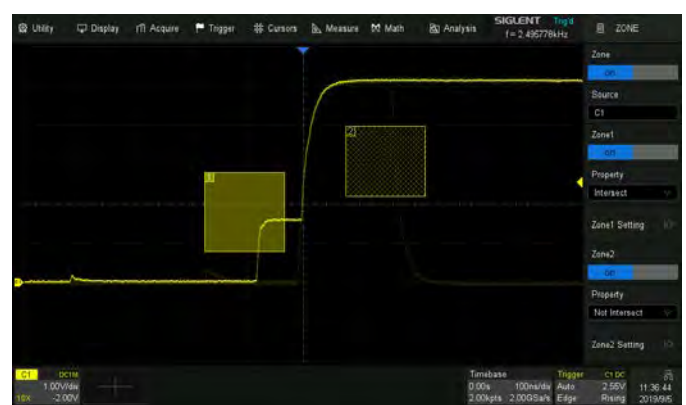 Utility Display Acquire Trigger Cursors Measure Math Analysis SIGLENT Trig'd ZONE
f = 2.495778kHz
Zone
on
Source
C1
Zone1
on
Property
Intersect
Zone1 Setting
Zone2
on
Property
Not Intersect
Zone2 Setting
[1]
[2]
C1 DC1M
1.00V/div
10X -2.00V
Timebase
0.00s 100ns/div
2.00kpts 2.00GSa/s
Trigger C1 DC
Auto 2.55V
Edge Rising
11:36:44
2019/9/5